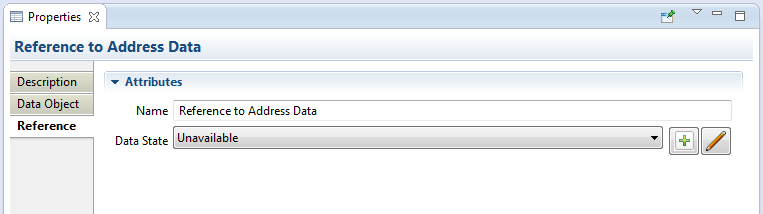 Properties
Reference to Address Data
Description
Data Object
Reference
Attributes
Name Reference to Address Data
Data State Unavailable